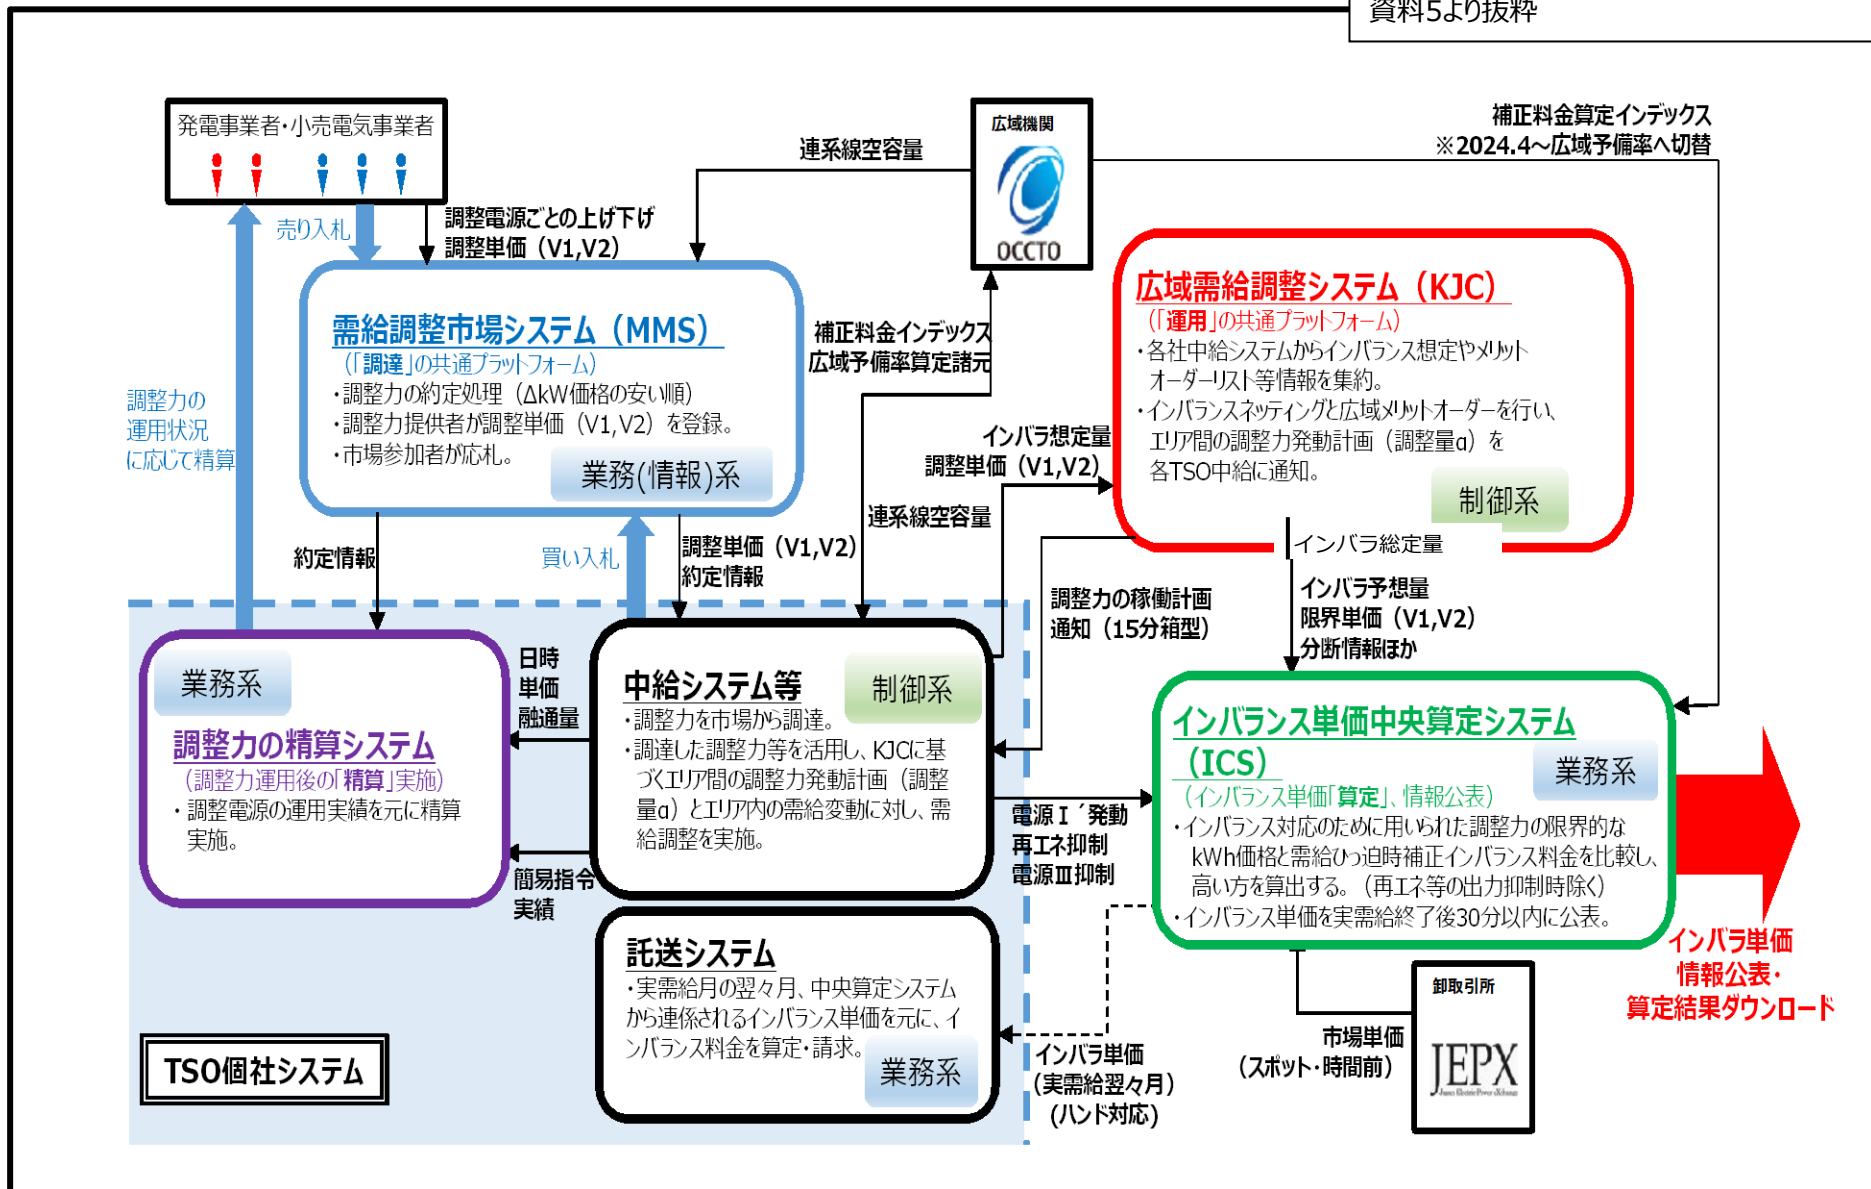 資料5より抜粋
発電事業者・小売電気事業者
売り入札
調整電源ごとの上げ下げ
調整単価（V1,V2）
連系線空容量
広域機関
OCCTO
補正料金算定インデックス
※2024.4～広域予備率へ切替
需給調整市場システム（MMS）
（「調達」の共通プラットフォーム）
・調整力の約定処理（ΔkW価格の安い順）
・調整力提供者が調整単価（V1,V2）を登録。
・市場参加者が応札。
業務(情報)系
調整力の
運用状況
に応じて精算
補正料金インデックス
広域予備率算定諸元
広域需給調整システム（KJC）
（「運用」の共通プラットフォーム）
・各社中給システムからインバランス想定やメリット
オーダーリスト等情報を集約。
・インバランスネッティングと広域メリットオーダーを行い、
エリア間の調整力発動計画（調整量α）を
各TSO中給に通知。
制御系
インバラ想定量
調整単価（V1,V2）
連系線空容量
約定情報
買い入札
調整単価（V1,V2）
約定情報
調整力の稼働計画
通知（15分箱型）
インバラ総定量
インバラ予想量
限界単価（V1,V2）
分断情報ほか
業務系
調整力の精算システム
（調整力運用後の「精算」実施）
・調整電源の運用実績を元に精算
実施。
日時
単価
融通量
簡易指令
実績
中給システム等
制御系
・調整力を市場から調達。
・調達した調整力等を活用し、KJCに基
づくエリア間の調整力発動計画（調整
量α）とエリア内の需給変動に対し、需
給調整を実施。
電源Ⅰ´発動
再エネ抑制
電源Ⅲ抑制
インバランス単価中央算定システム
（ICS）
業務系
（インバランス単価「算定」、情報公表）
・インバランス対応のために用いられた調整力の限界的な
kWh価格と需給ひっ迫時補正インバランス料金を比較し、
高い方を算出する。（再エネ等の出力抑制時除く）
・インバランス単価を実需給終了後30分以内に公表。
インバラ単価
情報公表・
算定結果ダウンロード
託送システム
・実需給月の翌々月、中央算定システム
から連係されるインバランス単価を元に、イ
ンバランス料金を算定・請求。
業務系
TSO個社システム
インバラ単価
（実需給翌々月）
(ハンド対応)
市場単価
（スポット・時間前）
卸取引所
JEPX
Japan Electric Power eXchange